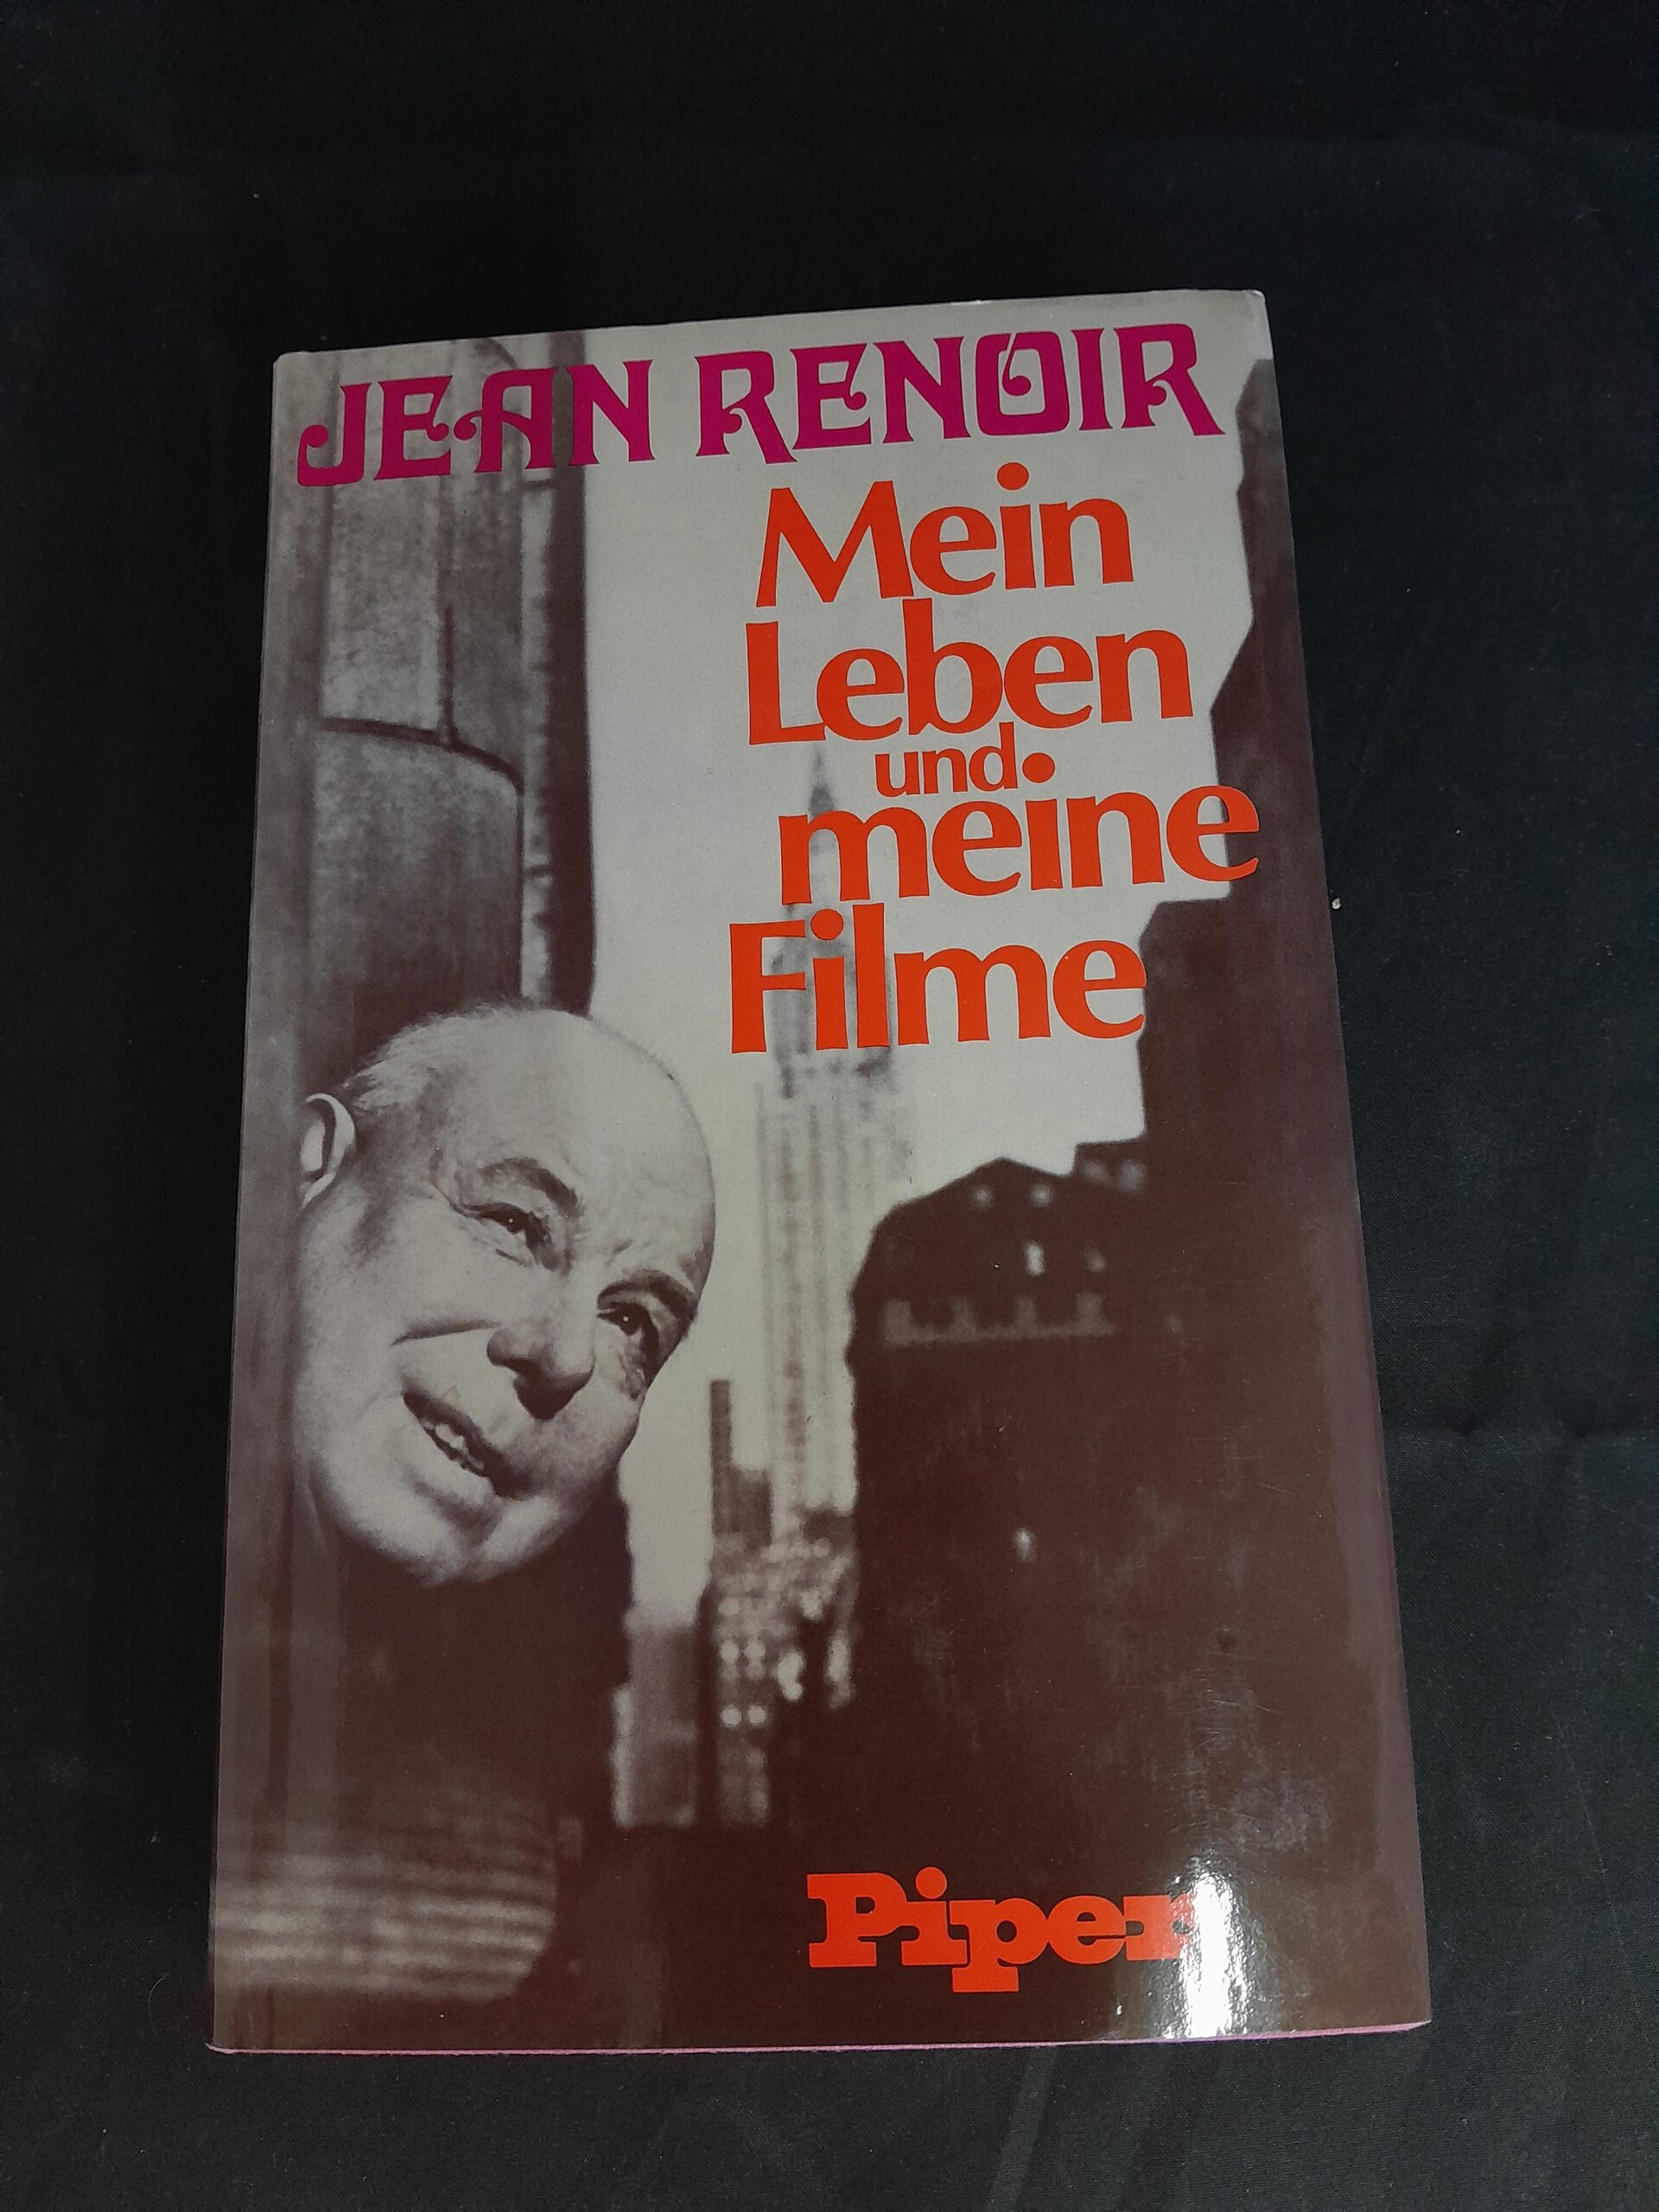 JEAN RENOIR
Mein
Leben
und
meine
Filme
Piper